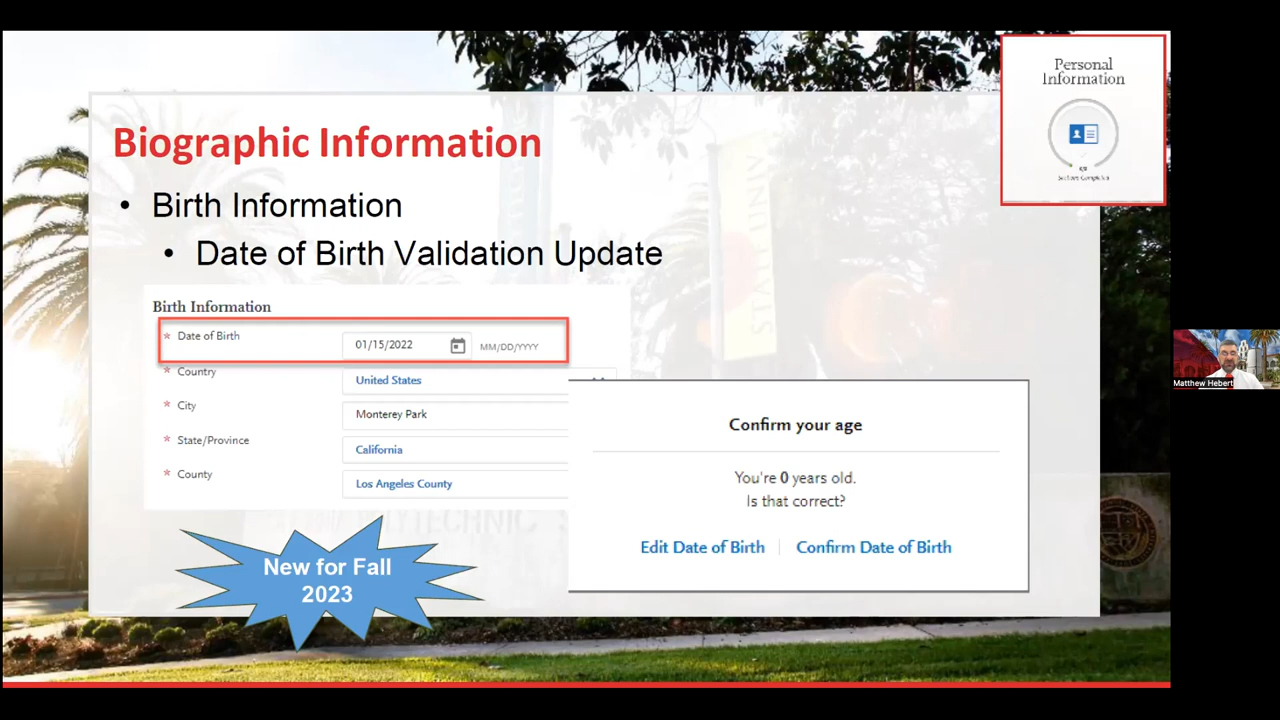 Personal
Information
Sections Completed
Biographic Information
• Birth Information
• Date of Birth Validation Update
Birth Information
* Date of Birth
01/15/2022
MM/DD/YYYY
* Country
United States
* City
Monterey Park
* State/Province
California
* County
Los Angeles County
Confirm your age
You're 0 years old.
Is that correct?
Edit Date of Birth
Confirm Date of Birth
New for Fall
2023
Matthew Hebert